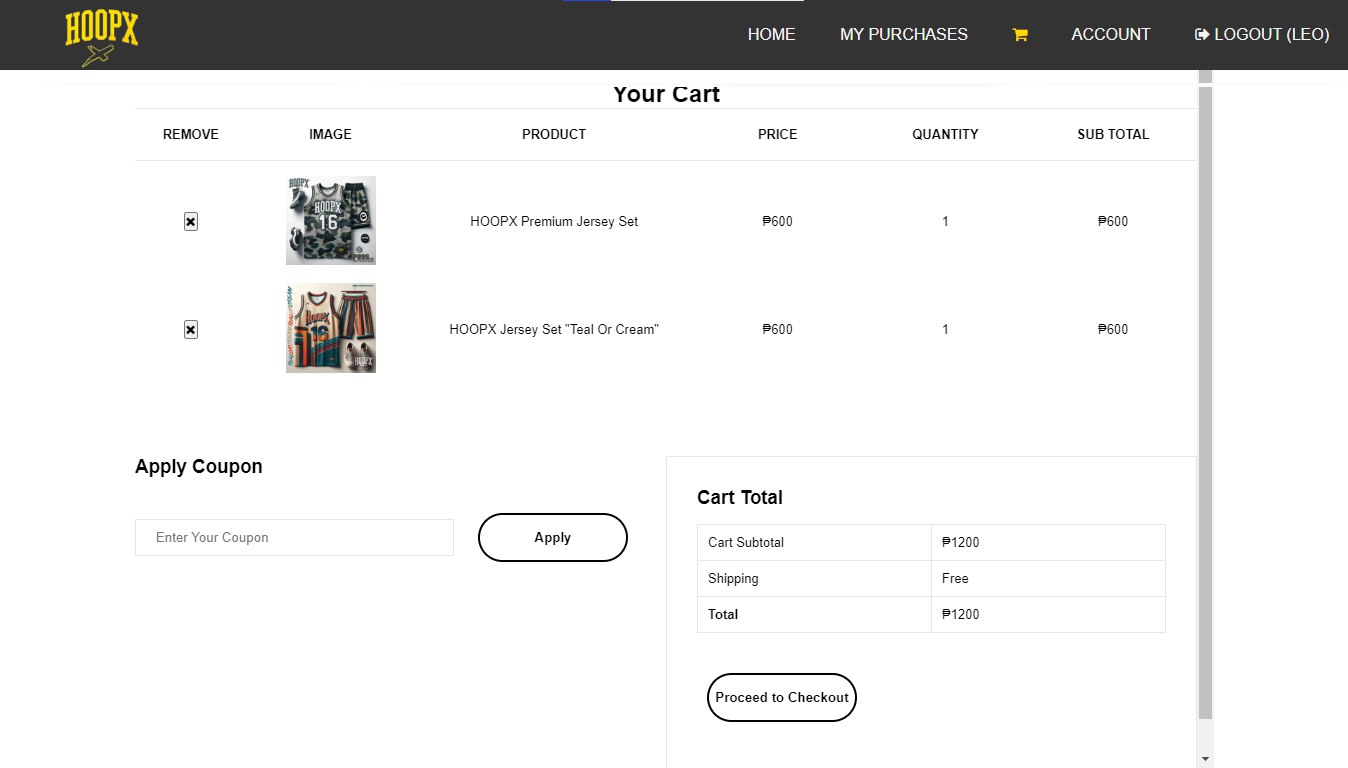 HOOPX
HOME MY PURCHASES ACCOUNT LOGOUT (LEO)
Your Cart
REMOVE IMAGE PRODUCT PRICE QUANTITY SUB TOTAL
HOOPX
HOOPX
16
HOOPX Premium Jersey Set ₱600 1 ₱600
HOOPX
16
HOOPX
HOOPX Jersey Set "Teal Or Cream" ₱600 1 ₱600
Apply Coupon
Enter Your Coupon Apply
Cart Total
Cart Subtotal ₱1200
Shipping Free
Total ₱1200
Proceed to Checkout